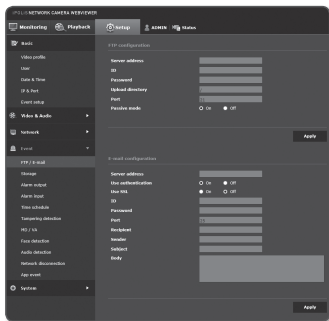 iPOLiS NETWORK CAMERA WEBVIEWER
Monitoring Playback Setup ADMIN Status
Basic
Video profile
User
Date & Time
IP & Port
Event setup
Video & Audio
Network
Event
FTP / E-mail
Storage
Alarm output
Alarm input
Time schedule
Tampering detection
MD / VA
Face detection
Audio detection
Network disconnection
App event
System
FTP configuration
Server address
ID
Password
Upload directory
Port
Passive mode On Off
Apply
E-mail configuration
Server address
Use authentication On Off
Use SSL On Off
ID
Password
Port
Recipient
Sender
Subject
Body
Apply